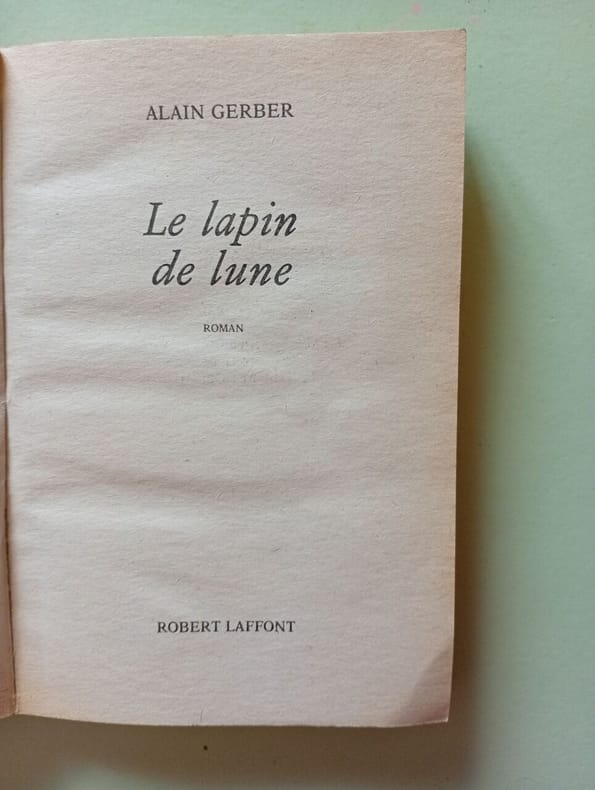 ALAIN GERBER
Le lapin
de lune
ROMAN
ROBERT LAFFONT